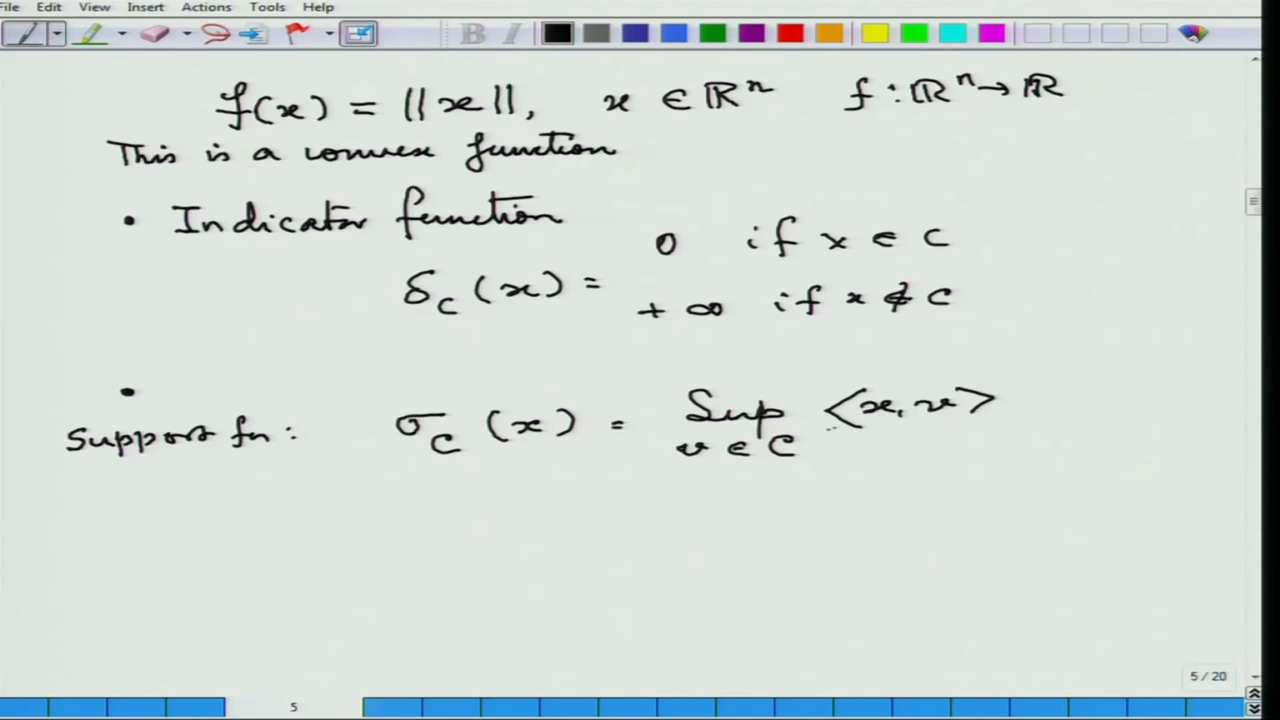 File Edit View Insert Actions Tools Help
B I
f(x) = ||x||, x ∈ ℝⁿ f : ℝⁿ → ℝ
This is a convex function
• Indicator function
0 if x ∈ C
δ_C (x) =
+ ∞ if x ∉ C
•
Support fn : σ_C (x) = Sup <x, v>
v ∈ C
5 / 20
5